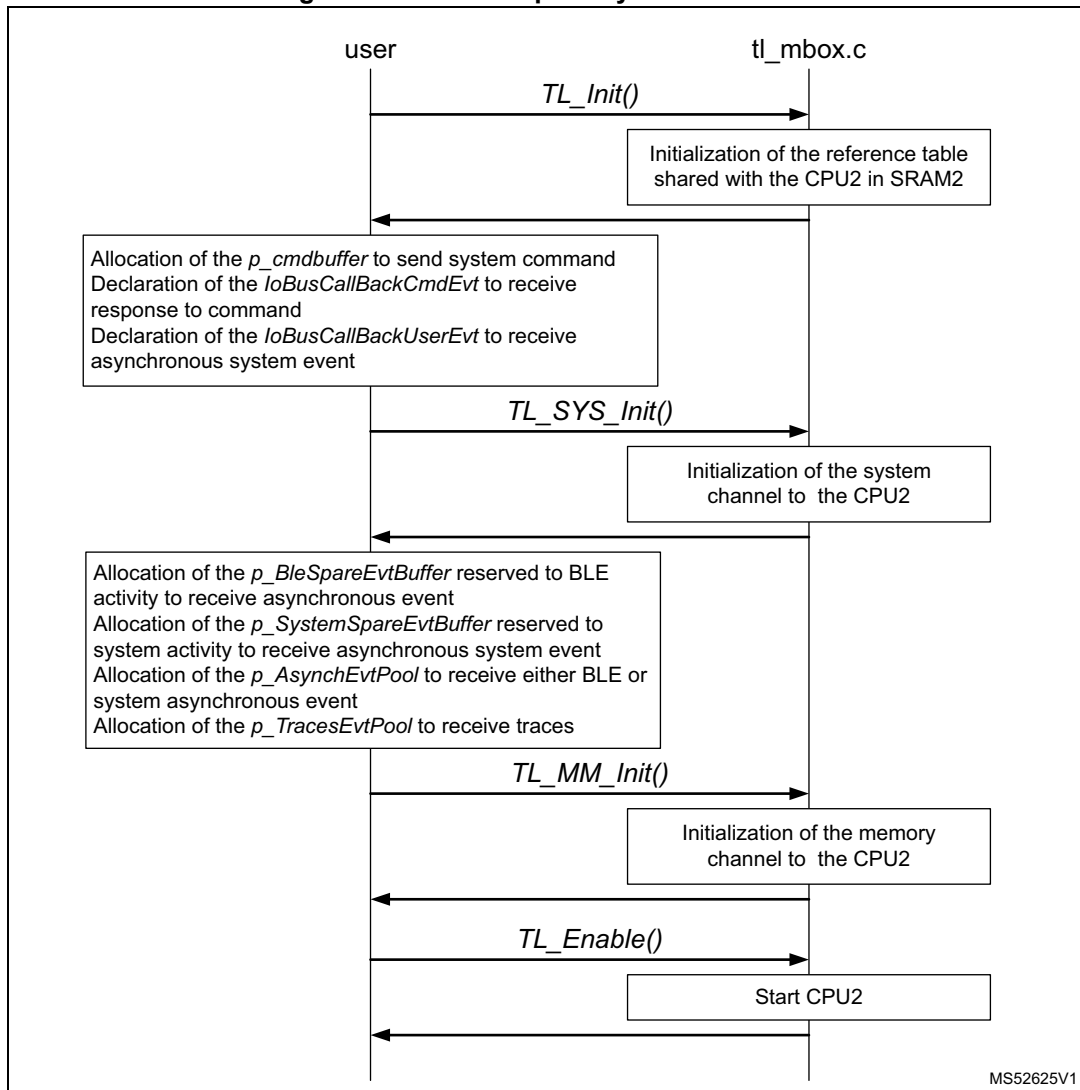 user
tl_mbox.c
TL_Init()
Initialization of the reference table
shared with the CPU2 in SRAM2
Allocation of the p_cmdbuffer to send system command
Declaration of the IoBusCallBackCmdEvt to receive
response to command
Declaration of the IoBusCallBackUserEvt to receive
asynchronous system event
TL_SYS_Init()
Initialization of the system
channel to the CPU2
Allocation of the p_BleSpareEvtBuffer reserved to BLE
activity to receive asynchronous event
Allocation of the p_SystemSpareEvtBuffer reserved to
system activity to receive asynchronous system event
Allocation of the p_AsynchEvtPool to receive either BLE or
system asynchronous event
Allocation of the p_TracesEvtPool to receive traces
TL_MM_Init()
Initialization of the memory
channel to the CPU2
TL_Enable()
Start CPU2
MS52625V1